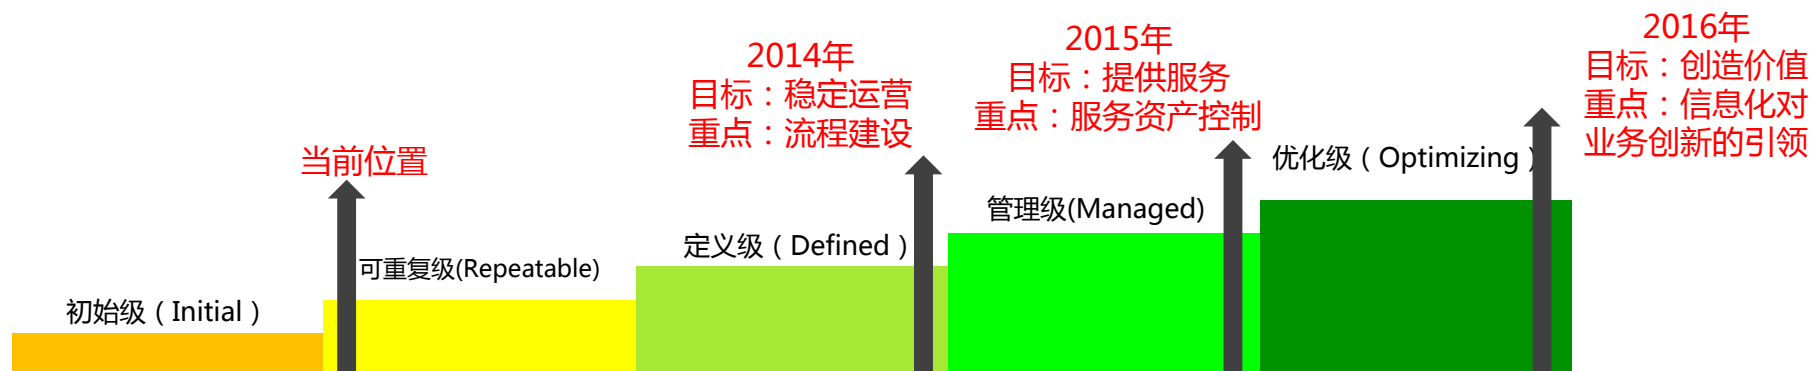 初始级（Initial）
当前位置
可重复级(Repeatable)
2014年
目标：稳定运营
重点：流程建设
定义级（Defined）
2015年
目标：提供服务
重点：服务资产控制
管理级(Managed)
2016年
目标：创造价值
重点：信息化对
业务创新的引领
优化级（Optimizing）